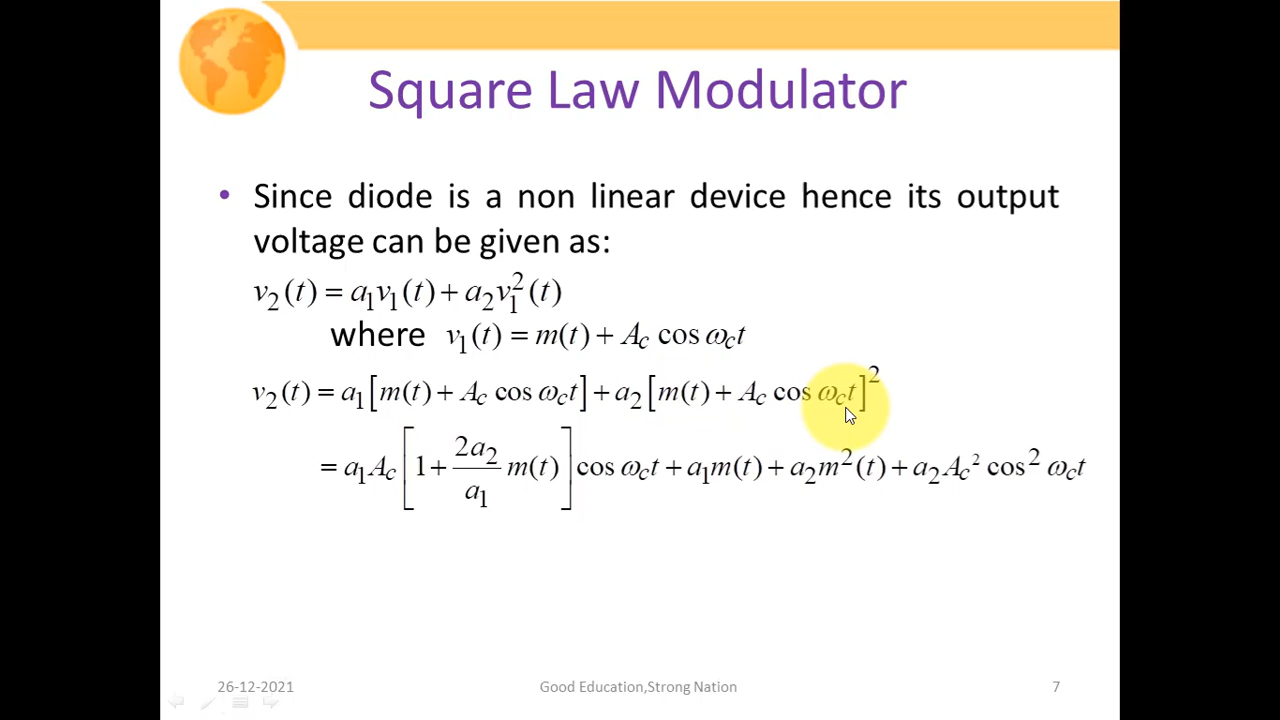 Square Law Modulator
• Since diode is a non linear device hence its output
voltage can be given as:
v₂(t) = a₁v₁(t) + a₂v₁²(t)
where v₁(t) = m(t) + A_c cos ω_c t
v₂(t) = a₁[m(t) + A_c cos ω_c t] + a₂[m(t) + A_c cos ω_c t]²
= a₁A_c [1 + (2a₂/a₁) m(t)] cos ω_c t + a₁m(t) + a₂m²(t) + a₂A_c² cos² ω_c t
26-12-2021 Good Education,Strong Nation 7